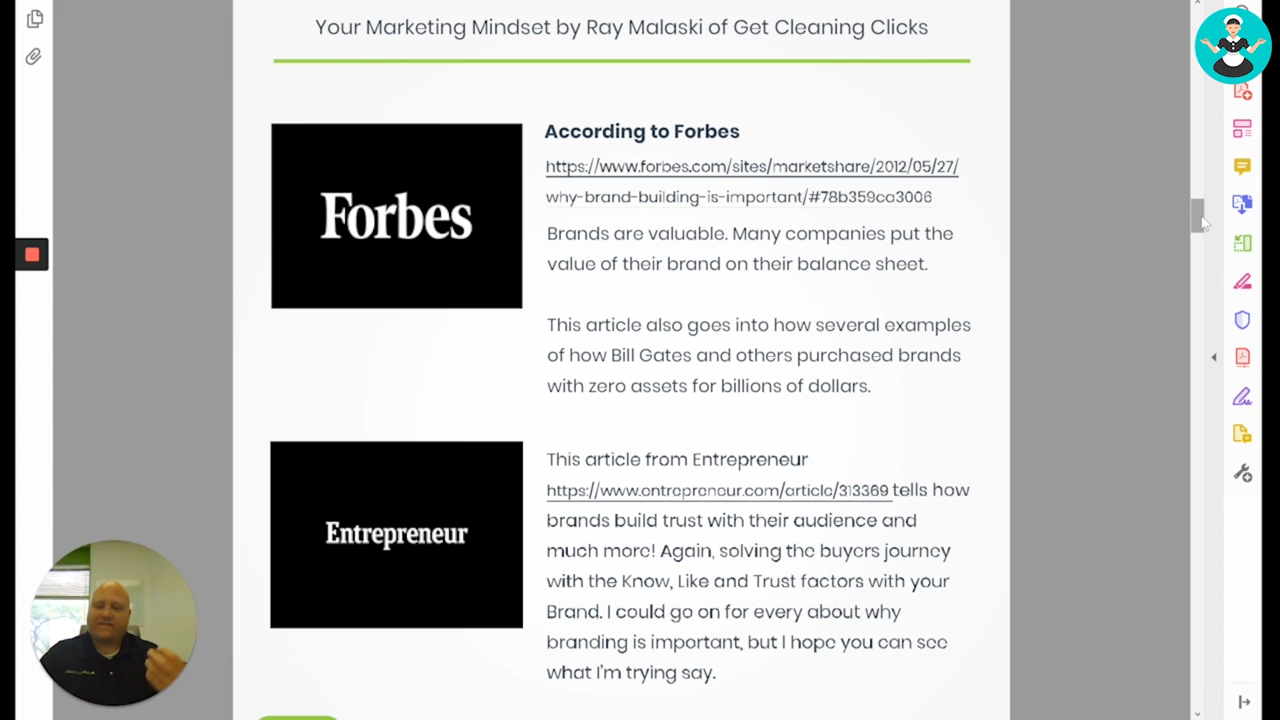 Your Marketing Mindset by Ray Malaski of Get Cleaning Clicks
Forbes
According to Forbes
https://www.forbes.com/sites/marketshare/2012/05/27/
why-brand-building-is-important/#78b359ca3006
Brands are valuable. Many companies put the
value of their brand on their balance sheet.
This article also goes into how several examples
of how Bill Gates and others purchased brands
with zero assets for billions of dollars.
Entrepreneur
This article from Entrepreneur
https://www.entrepreneur.com/article/313369 tells how
brands build trust with their audience and
much more! Again, solving the buyers journey
with the Know, Like and Trust factors with your
Brand. I could go on for every about why
branding is important, but I hope you can see
what I'm trying say.